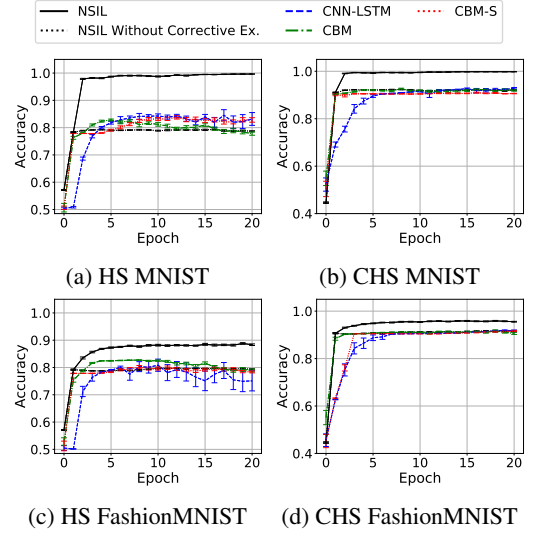 NSIL
NSIL Without Corrective Ex.
CNN-LSTM
CBM
CBM-S
1.0
0.9
0.8
0.7
0.6
0.5
Accuracy
0 5 10 15 20
Epoch
(a) HS MNIST
1.0
0.8
0.6
0.4
Accuracy
0 5 10 15 20
Epoch
(b) CHS MNIST
1.0
0.9
0.8
0.7
0.6
0.5
Accuracy
0 5 10 15 20
Epoch
(c) HS FashionMNIST
1.0
0.8
0.6
0.4
Accuracy
0 5 10 15 20
Epoch
(d) CHS FashionMNIST